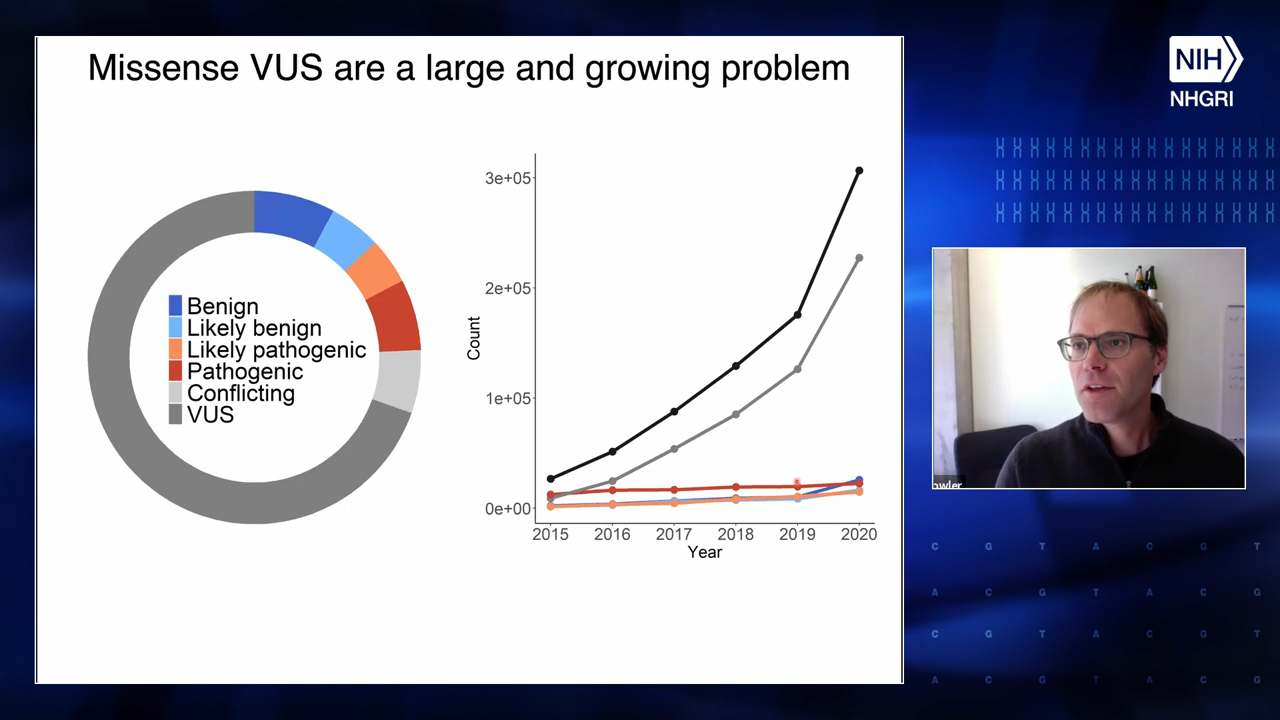 Missense VUS are a large and growing problem
NIH
NHGRI
Benign
Likely benign
Likely pathogenic
Pathogenic
Conflicting
VUS
Count
3e+05
2e+05
1e+05
0e+00
2015 2016 2017 2018 2019 2020
Year
owler
C G T A C G T
A C G T A C G
C G T A C G T
A C G T A C G